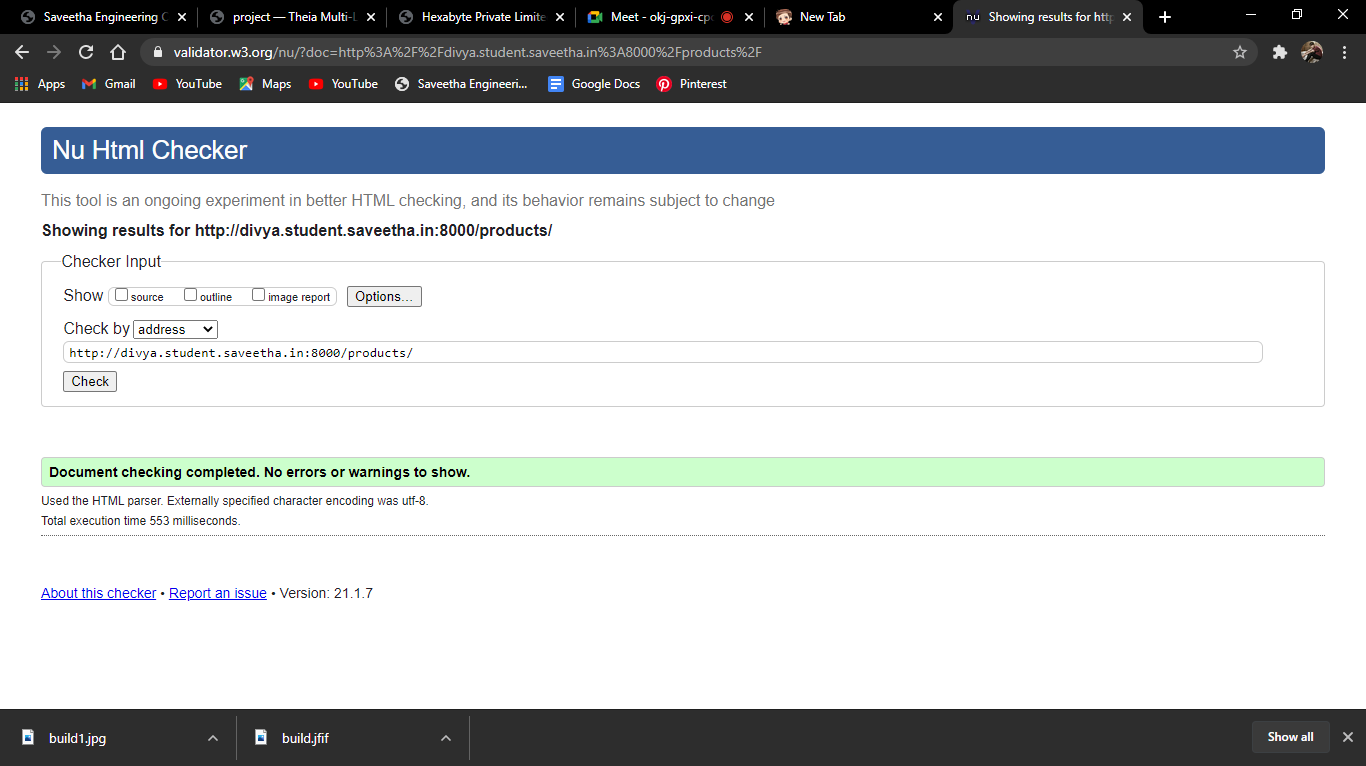 Saveetha Engineering C
project — Theia Multi-L
Hexabyte Private Limite
Meet - okj-gpxi-cpc
New Tab
nu Showing results for http
validator.w3.org/nu/?doc=http%3A%2F%2Fdivya.student.saveetha.in%3A8000%2Fproducts%2F
Apps
Gmail
YouTube
Maps
YouTube
Saveetha Engineeri...
Google Docs
Pinterest
Nu Html Checker
This tool is an ongoing experiment in better HTML checking, and its behavior remains subject to change
Showing results for http://divya.student.saveetha.in:8000/products/
Checker Input
Show source outline image report Options...
Check by address
http://divya.student.saveetha.in:8000/products/
Check
Document checking completed. No errors or warnings to show.
Used the HTML parser. Externally specified character encoding was utf-8.
Total execution time 553 milliseconds.
About this checker • Report an issue • Version: 21.1.7
build1.jpg
build.jfif
Show all